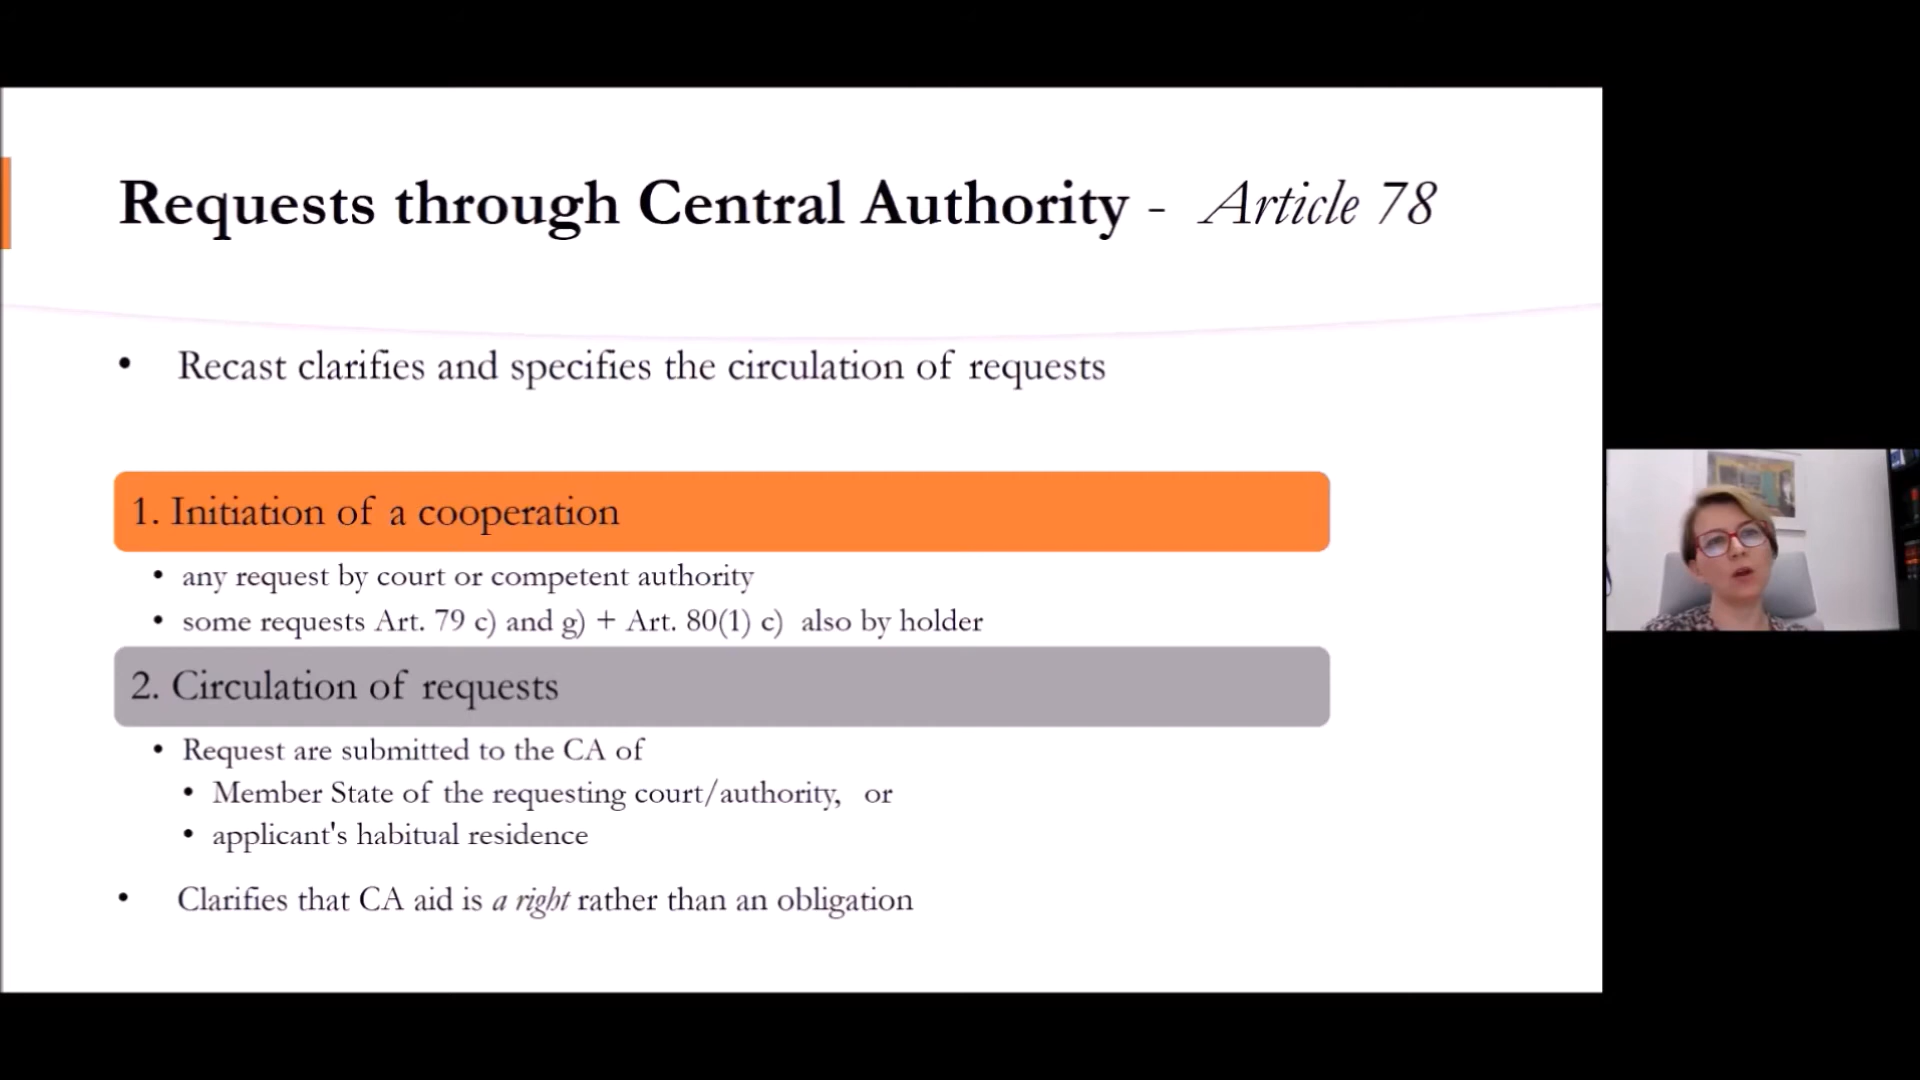 Requests through Central Authority - Article 78
• Recast clarifies and specifies the circulation of requests
1. Initiation of a cooperation
• any request by court or competent authority
• some requests Art. 79 c) and g) + Art. 80(1) c) also by holder
2. Circulation of requests
• Request are submitted to the CA of
• Member State of the requesting court/authority, or
• applicant's habitual residence
• Clarifies that CA aid is a right rather than an obligation